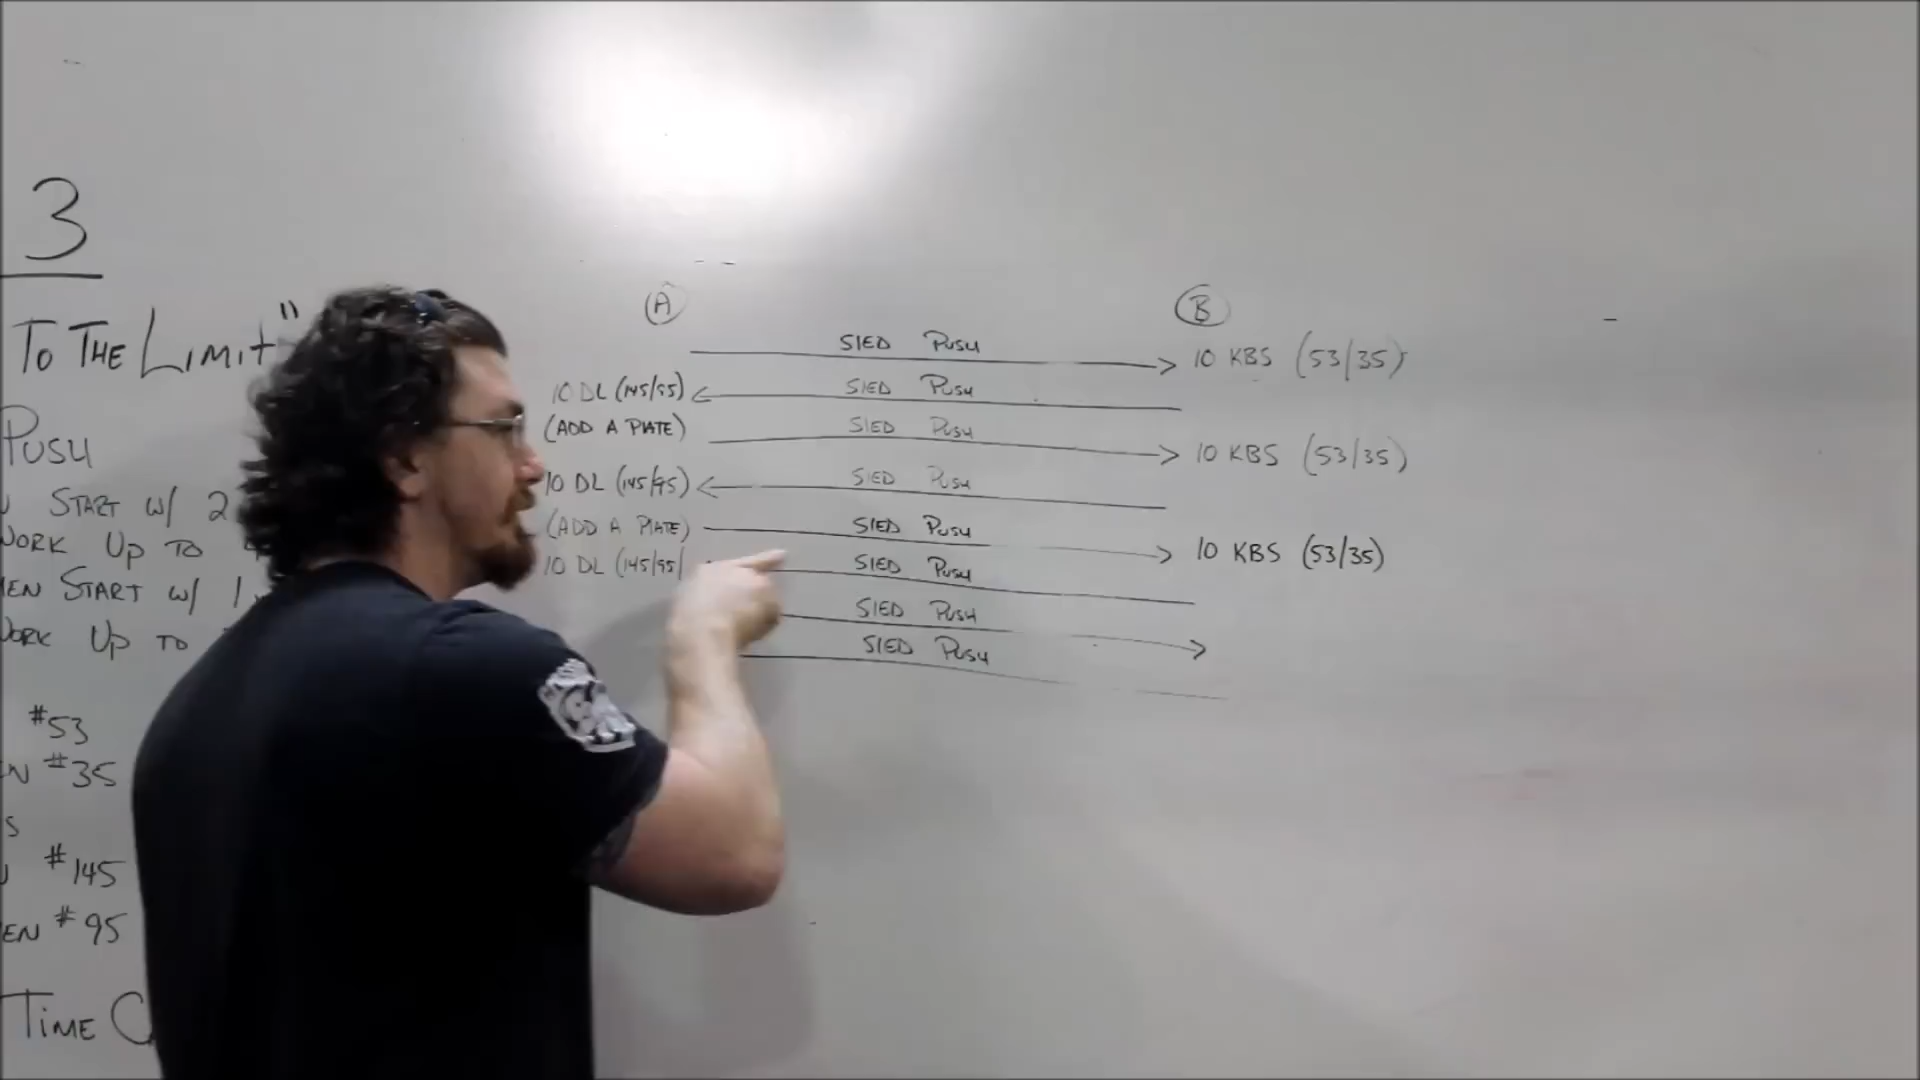 3
To The Limit"
Push
Start w/ 2
Work Up To
Start w/ 1
Work Up To
#53
#35
#145
#95
Time
A
B
SlED Push
10 KBS (53/35)
10 DL (145/95)
SlED Push
(ADD A PlATE)
SlED Push
10 KBS (53/35)
10 DL (145/95)
SlED Push
(ADD A PlATE)
SlED Push
10 KBS (53/35)
10 DL (145/95)
SlED Push
SlED Push
SlED Push